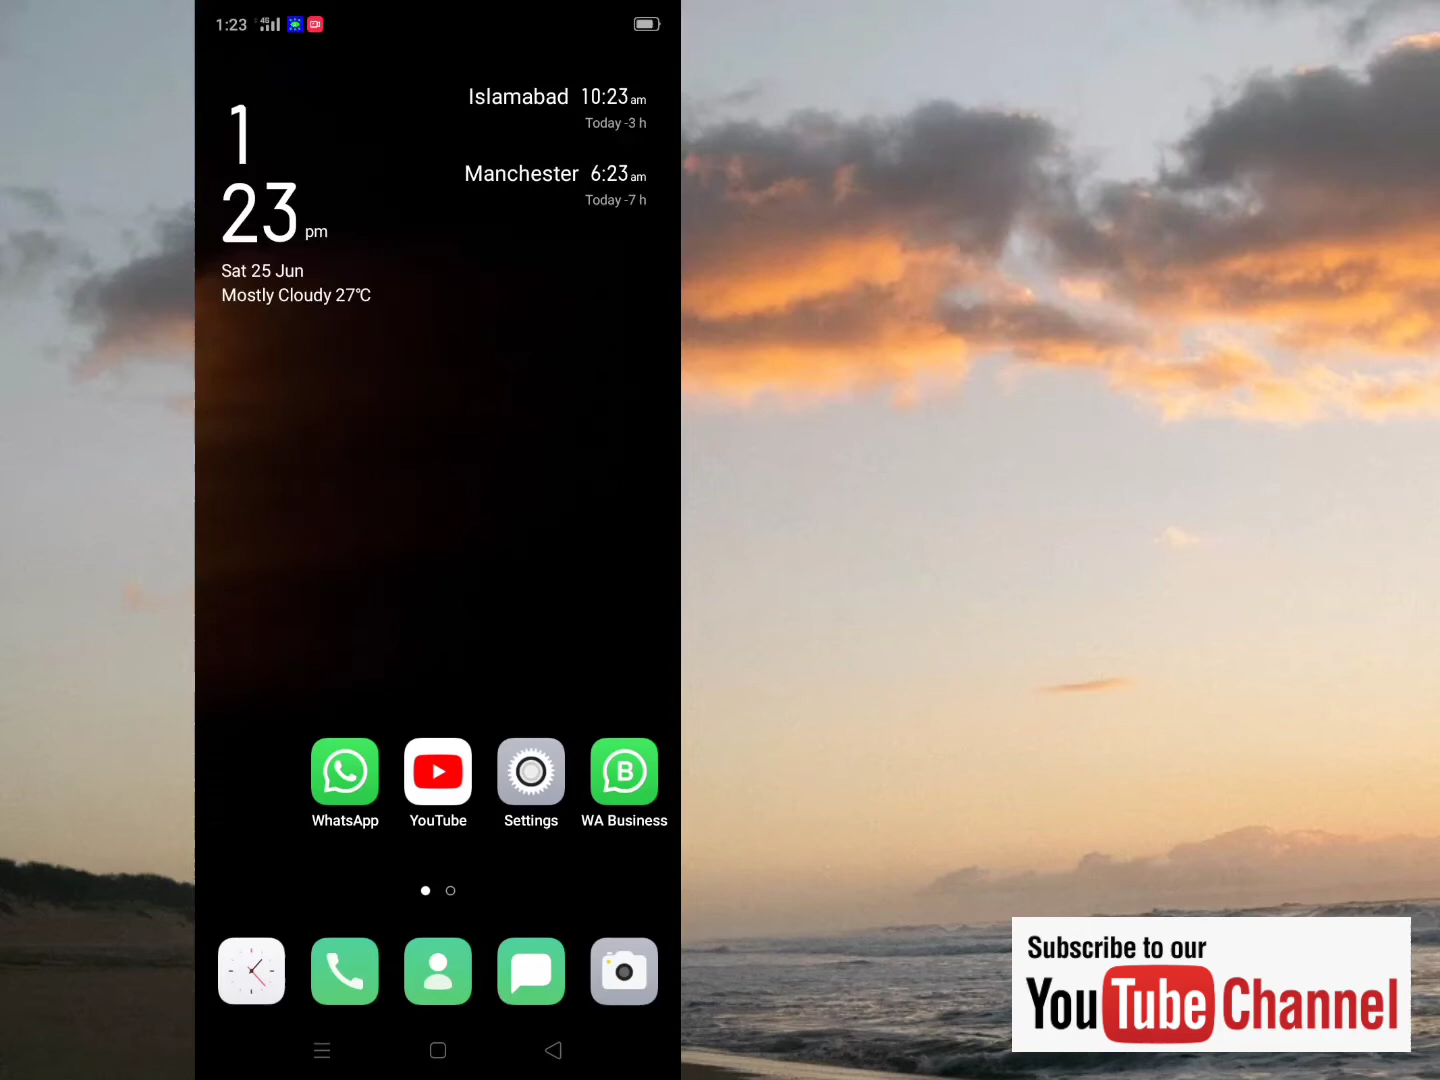 1:23 4G
Islamabad 10:23 am
Today -3 h
1
23 pm
Manchester 6:23 am
Today -7 h
Sat 25 Jun
Mostly Cloudy 27°C
B
WhatsApp YouTube Settings WA Business
Subscribe to our
YouTube Channel